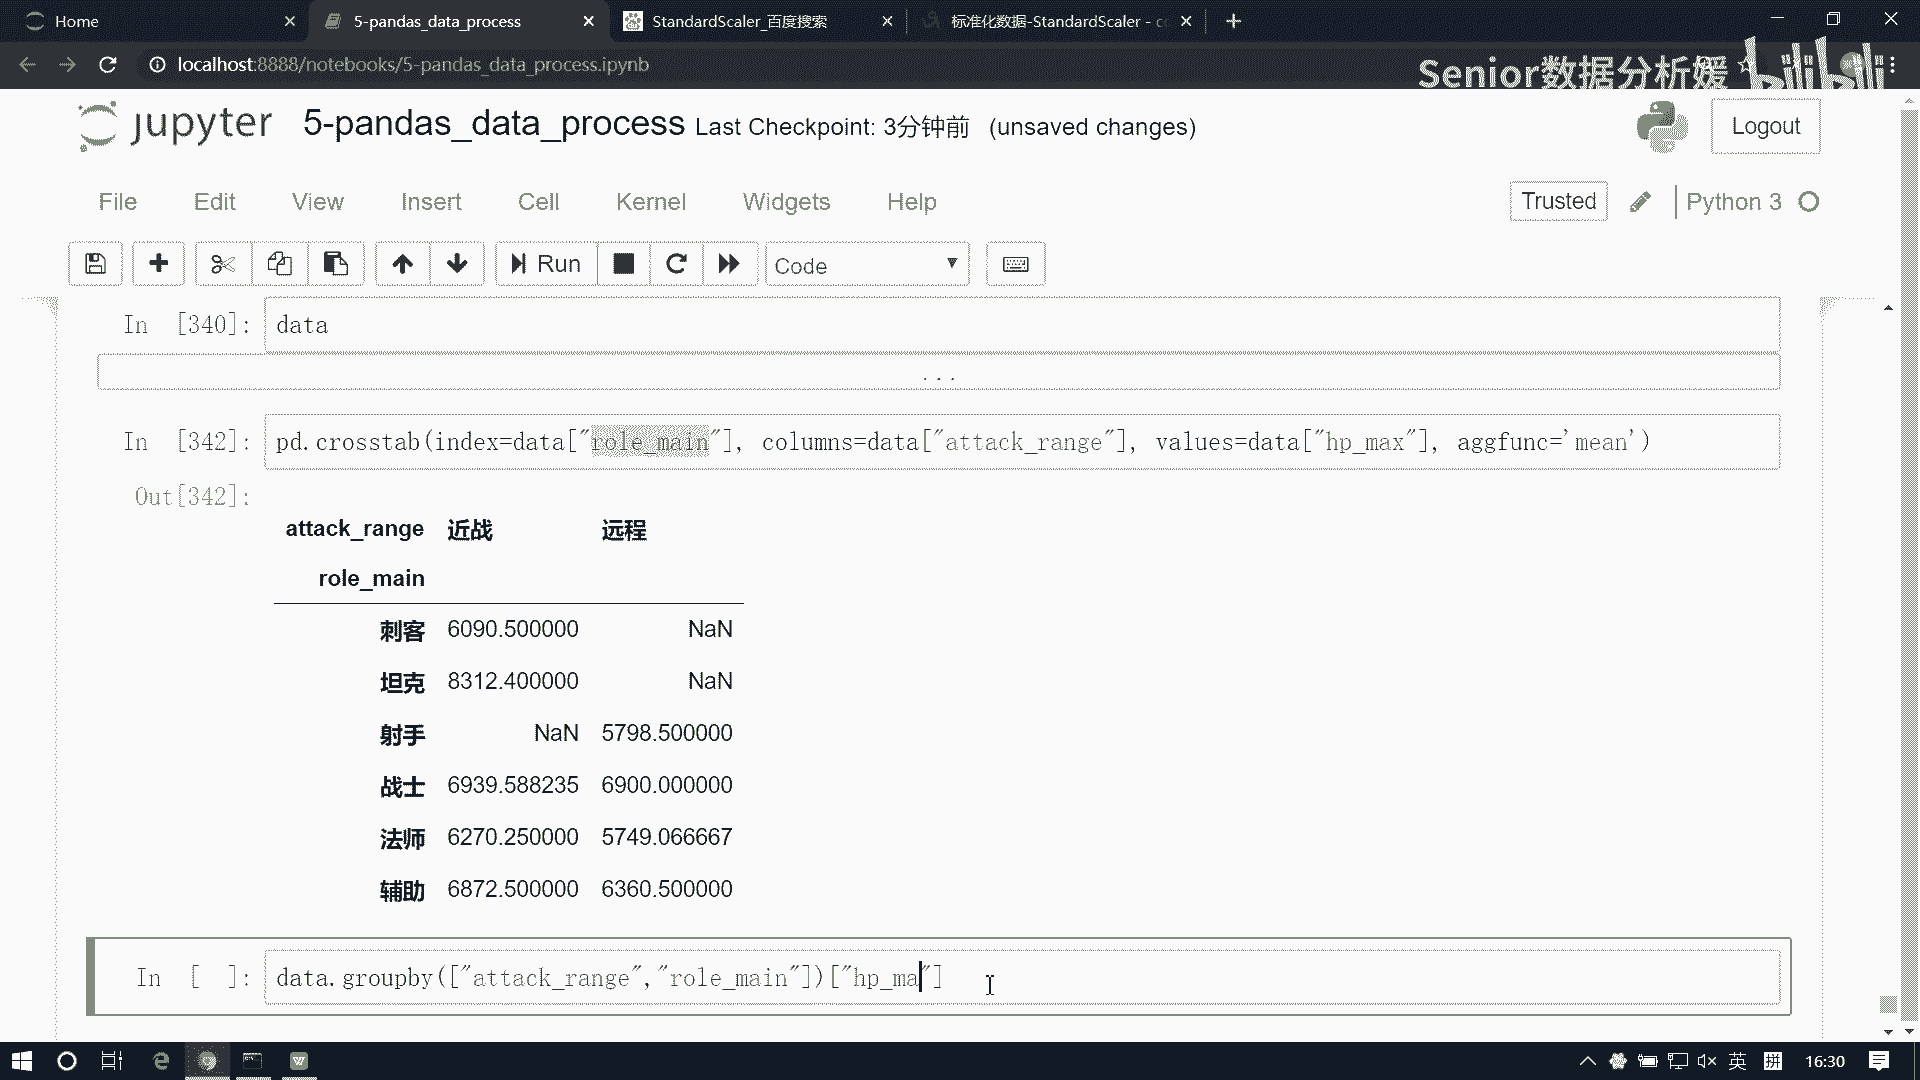 Home
5-pandas_data_process
StandardScaler_百度搜索
标准化数据-StandardScaler - c
localhost:8888/notebooks/5-pandas_data_process.ipynb
Senior数据分析媛
bilibili
jupyter 5-pandas_data_process Last Checkpoint: 3分钟前 (unsaved changes)
Logout
File Edit View Insert Cell Kernel Widgets Help
Trusted
Python 3
Run
Code
In [340]: data
...
In [342]: pd.crosstab(index=data["role_main"], columns=data["attack_range"], values=data["hp_max"], aggfunc='mean')
Out[342]:
attack_range 近战 远程
role_main
刺客 6090.500000 NaN
坦克 8312.400000 NaN
射手 NaN 5798.500000
战士 6939.588235 6900.000000
法师 6270.250000 5749.066667
辅助 6872.500000 6360.500000
In [ ]: data.groupby(["attack_range","role_main"])["hp_ma"]
英 拼 16:30